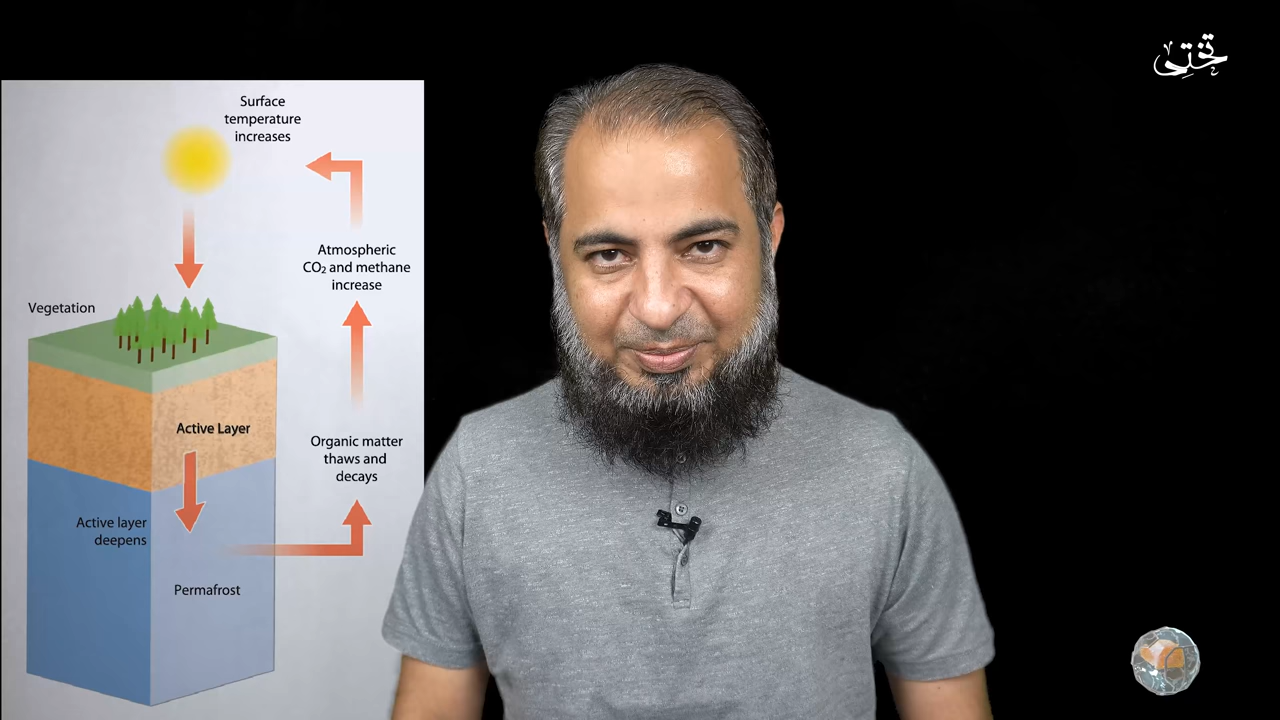 تختی
Surface
temperature
increases
Atmospheric
CO₂ and methane
increase
Vegetation
Active Layer
Organic matter
thaws and
decays
Active layer
deepens
Permafrost